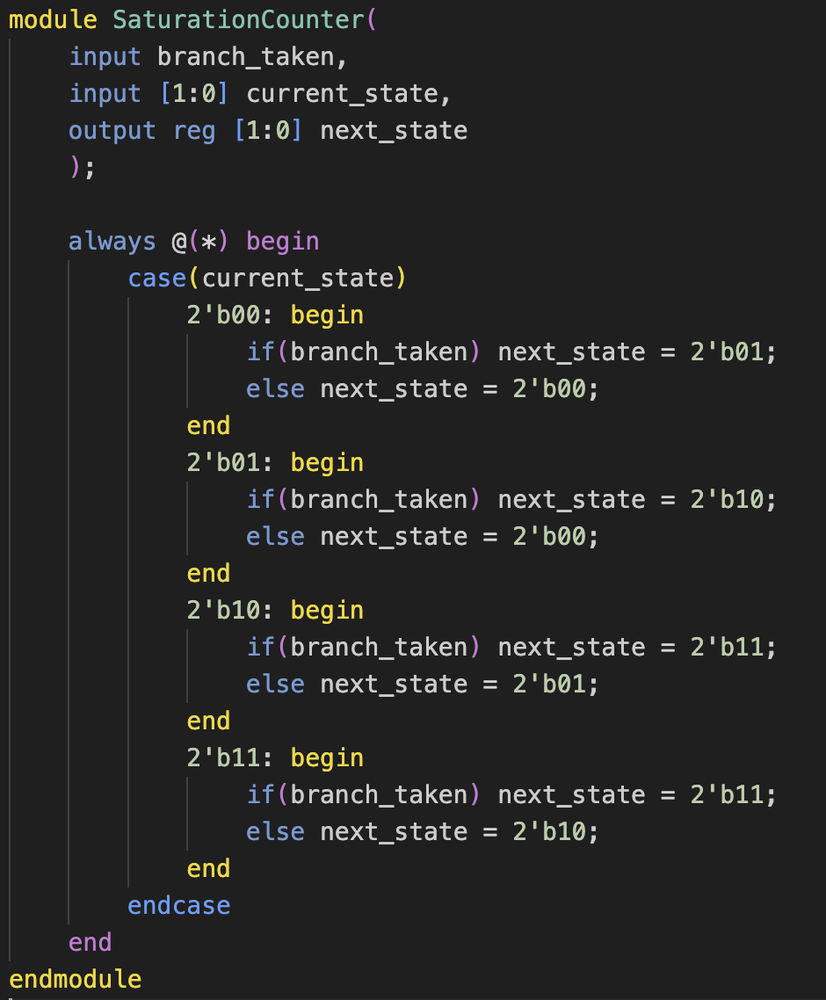 module SaturationCounter(
    input branch_taken,
    input [1:0] current_state,
    output reg [1:0] next_state
    );

    always @(*) begin
        case(current_state)
            2'b00: begin
                if(branch_taken) next_state = 2'b01;
                else next_state = 2'b00;
            end
            2'b01: begin
                if(branch_taken) next_state = 2'b10;
                else next_state = 2'b00;
            end
            2'b10: begin
                if(branch_taken) next_state = 2'b11;
                else next_state = 2'b01;
            end
            2'b11: begin
                if(branch_taken) next_state = 2'b11;
                else next_state = 2'b10;
            end
        endcase
    end
endmodule